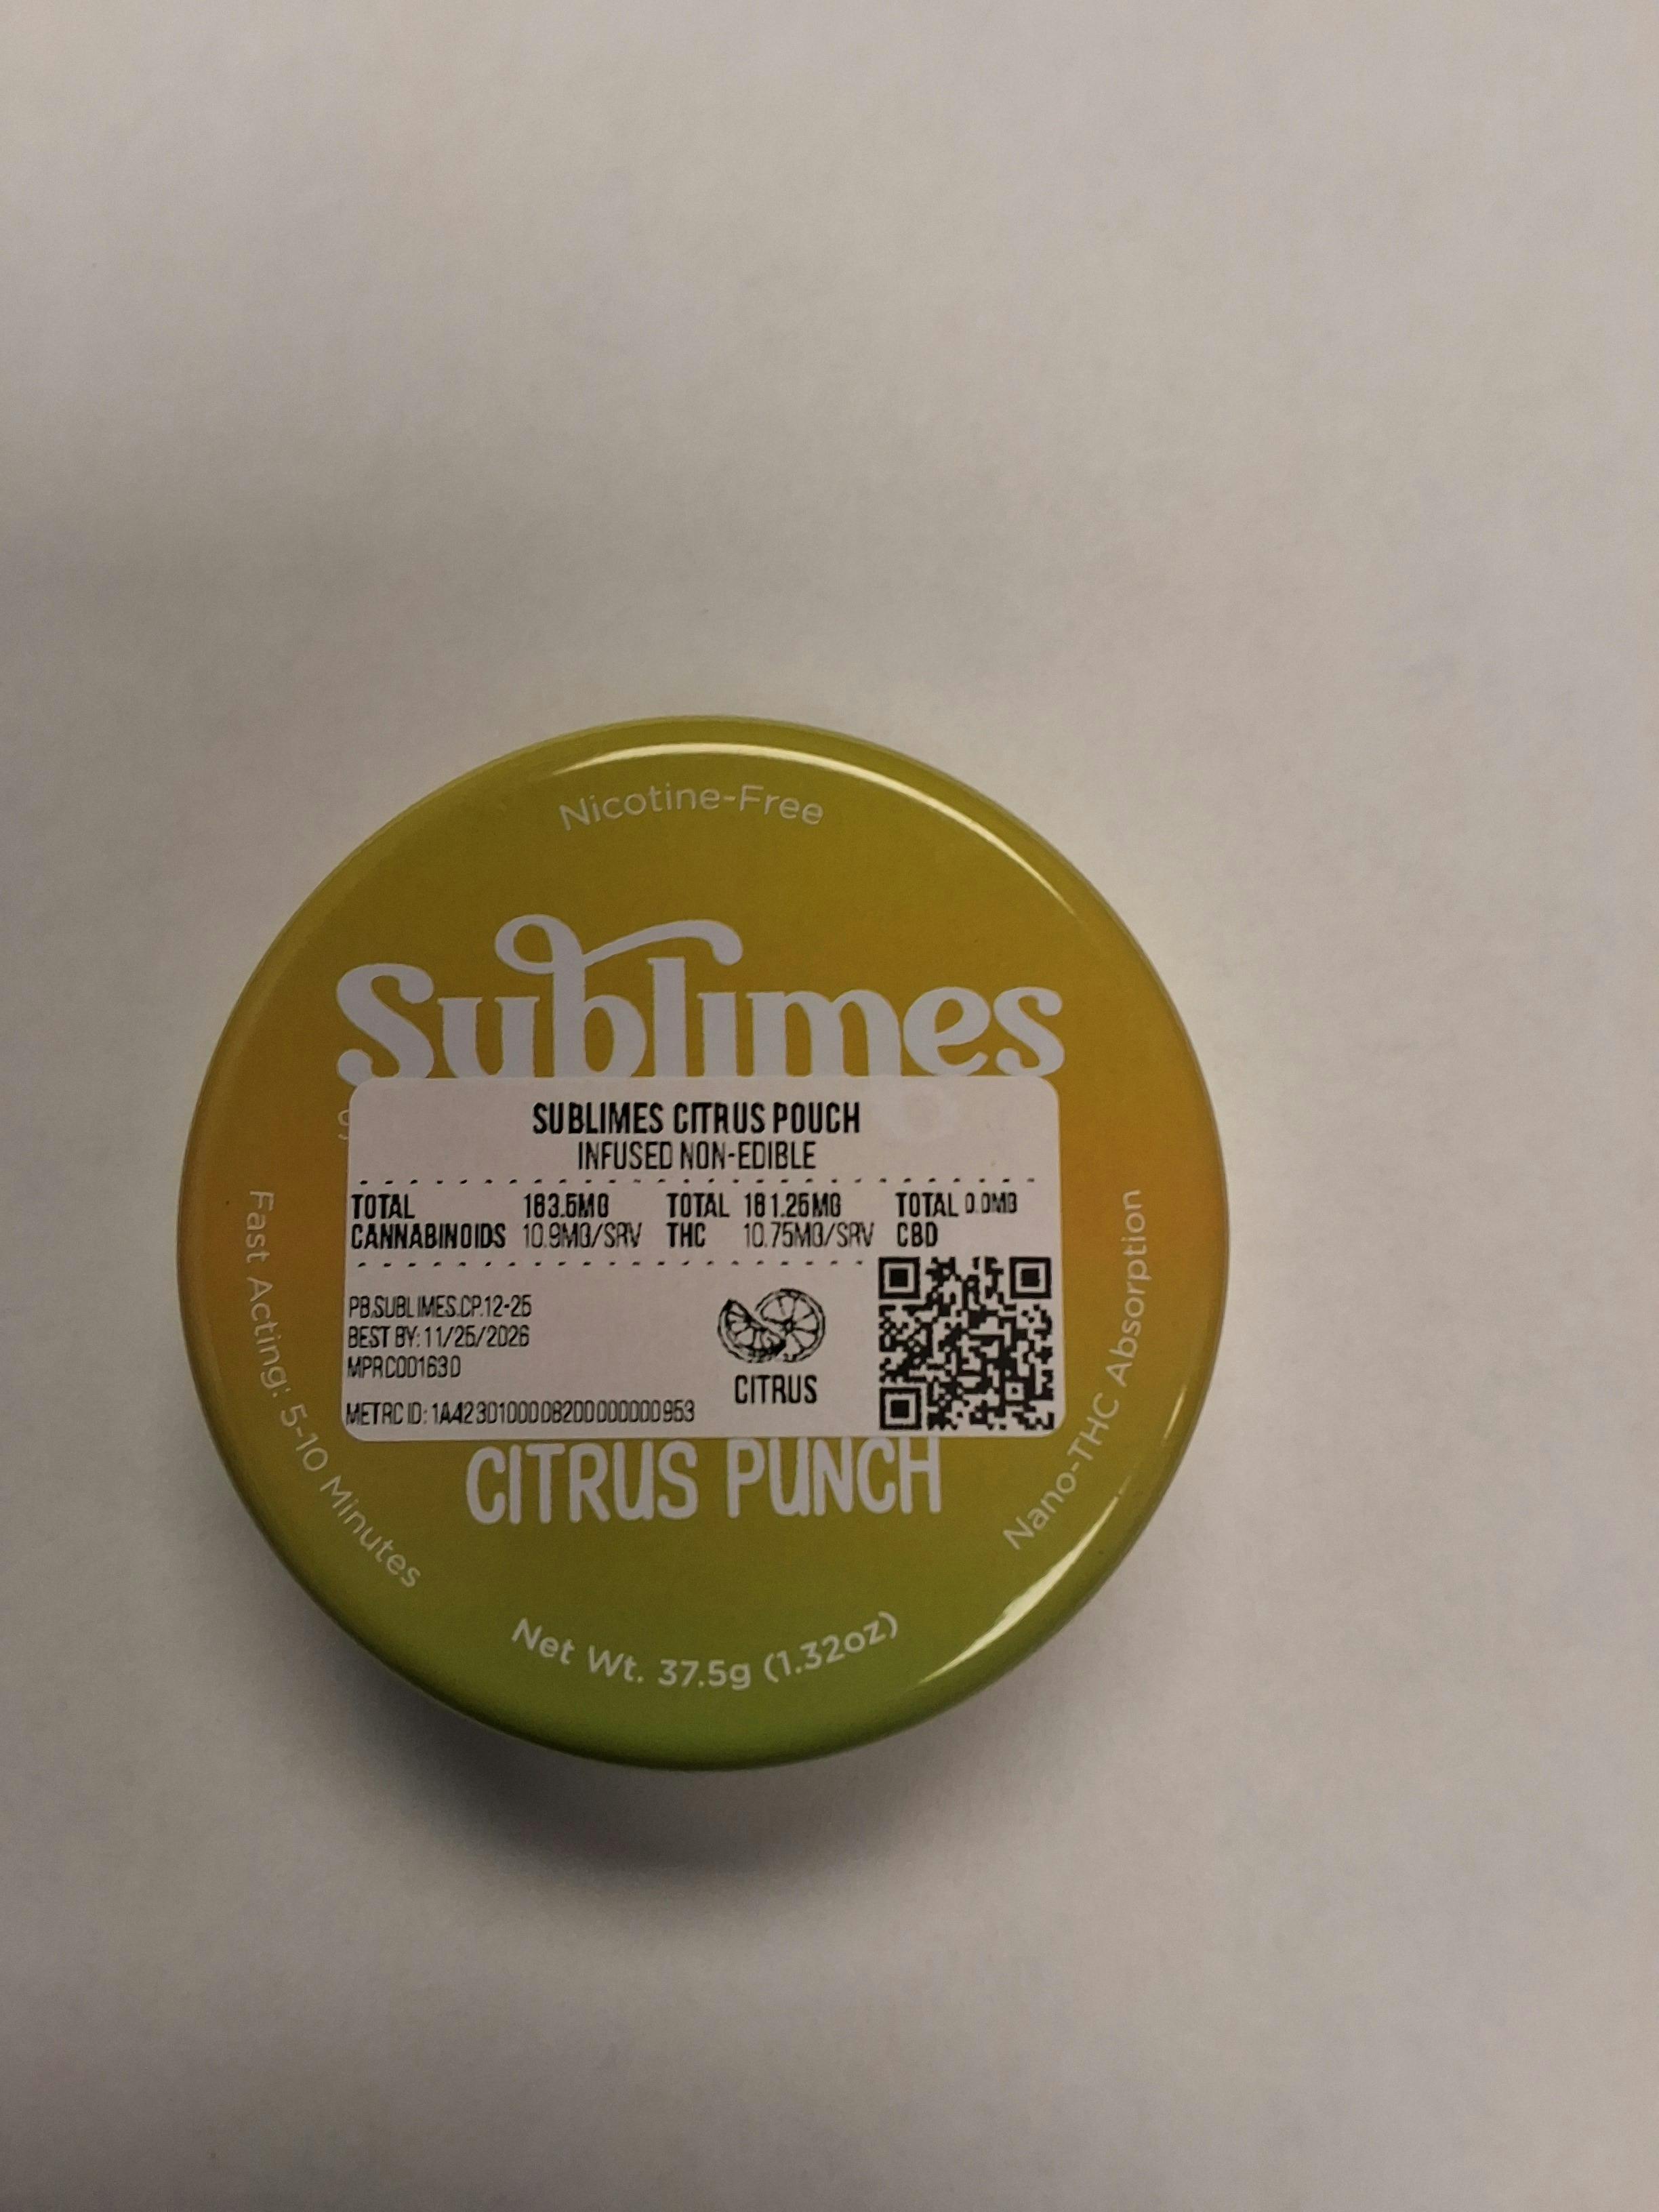 Nicotine-Free
Sublimes
SUBLIMES CITRUS POUCH
INFUSED NON-EDIBLE
TOTAL CANNABINOIDS 183.5MG 10.9MG/SRV
TOTAL THC 181.25MG 10.75MG/SRV
TOTAL CBD 0.0MG
PB.SUBLIMES.CP.12-25
BEST BY: 11/25/2026
MPRC001630
METRC ID: 1A4230100008200000000953
CITRUS
CITRUS PUNCH
Fast Acting: 5-10 Minutes
Nano-THC Absorption
Net Wt. 37.5g (1.32oz)